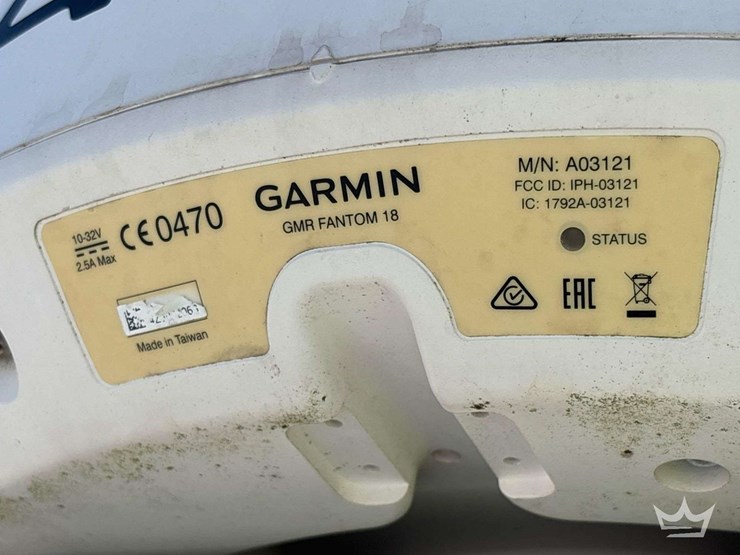 10-32V
2.5A Max
CE 0470
GARMIN
GMR FANTOM 18
M/N: A03121
FCC ID: IPH-03121
IC: 1792A-03121
STATUS
EAC
Made in Taiwan